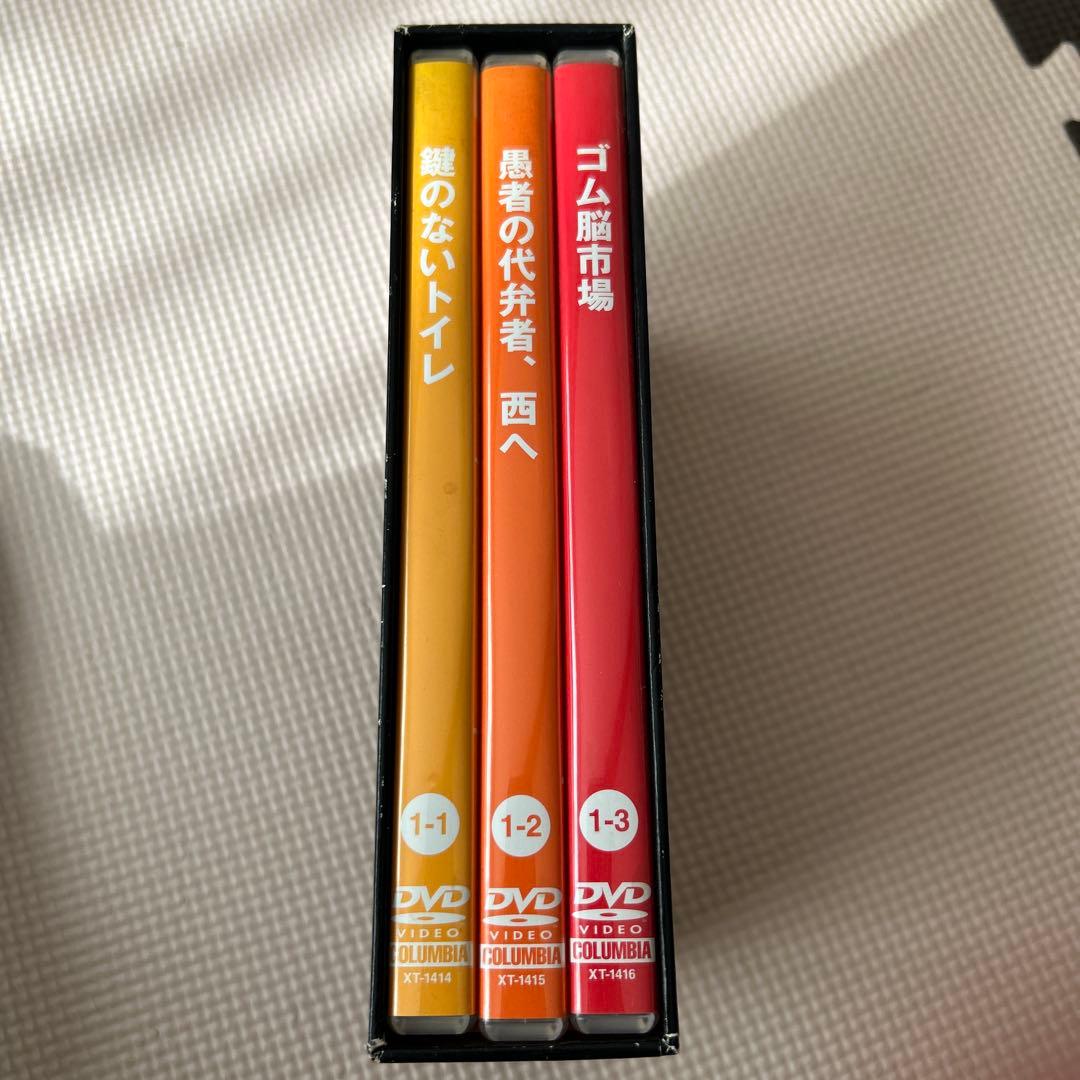 鍵のないトイレ
1-1
DVD
VIDEO
COLUMBIA
XT-1414
愚者の代弁者、西へ
1-2
DVD
VIDEO
COLUMBIA
XT-1415
ゴム脳市場
1-3
DVD
VIDEO
COLUMBIA
XT-1416